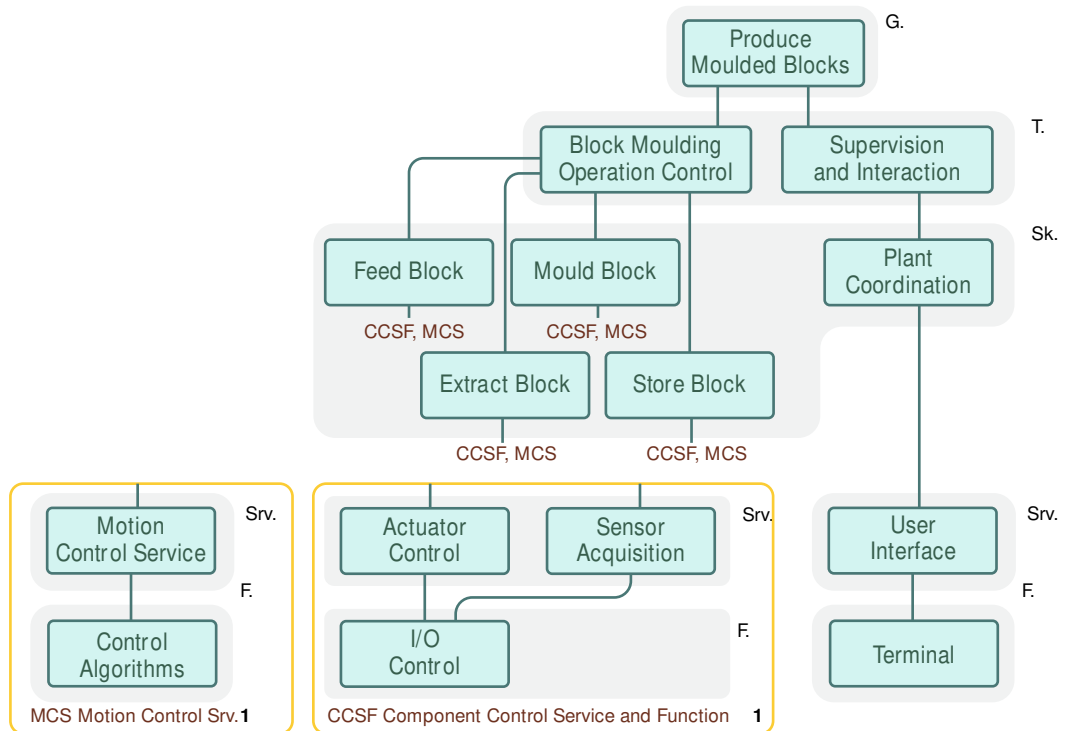 G.
Produce
Moulded Blocks
T.
Block Moulding
Operation Control
Supervision
and Interaction
Sk.
Feed Block
Mould Block
Plant
Coordination
CCSF, MCS
CCSF, MCS
Extract Block
Store Block
CCSF, MCS
CCSF, MCS
Srv.
Motion
Control Service
F.
Control
Algorithms
MCS Motion Control Srv. 1
Srv.
Actuator
Control
Sensor
Acquisition
F.
I/O
Control
CCSF Component Control Service and Function 1
Srv.
User
Interface
F.
Terminal